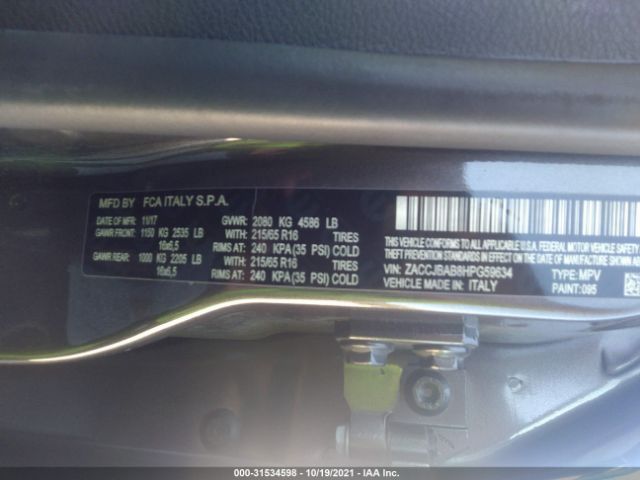 MFD BY FCA ITALY S.P.A.
DATE OF MFR 11/17 GVWR: 2080 KG 4586 LB
GAWR FRONT: 1150 KG 2535 LB WITH: 215/65 R16 TIRES
16x6,5 RIMS AT: 240 KPA (35 PSI) COLD
GAWR REAR: 1000 KG 2205 LB WITH: 215/65 R16 TIRES
16x6,5 RIMS AT: 240 KPA (35 PSI) COLD
THIS VEHICLE CONFORMS TO ALL APPLICABLE U.S.A. FEDERAL MOTOR
THEFT PREVENTION STANDARDS IN EFFECT ON THE DATE OF
VIN: ZACCJBAB8HPG59634 TYPE: MPV
VEHICLE MADE IN: ITALY PAINT: 095
000-31534598 - 10/19/2021 - IAA Inc.